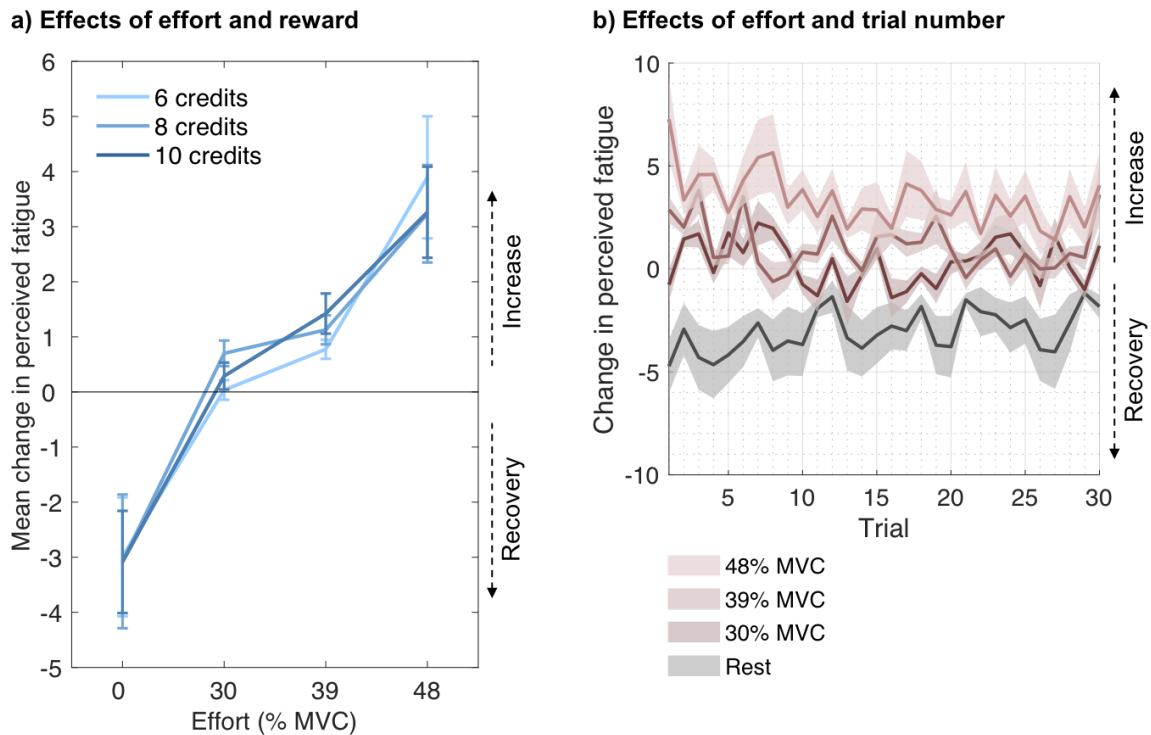 a) Effects of effort and reward
6
5
4
3
2
1
0
-1
-2
-3
-4
-5
Mean change in perceived fatigue
6 credits
8 credits
10 credits
Increase
Recovery
0 30 39 48
Effort (% MVC)
b) Effects of effort and trial number
10
5
0
-5
-10
Change in perceived fatigue
Increase
Recovery
5 10 15 20 25 30
Trial
48% MVC
39% MVC
30% MVC
Rest